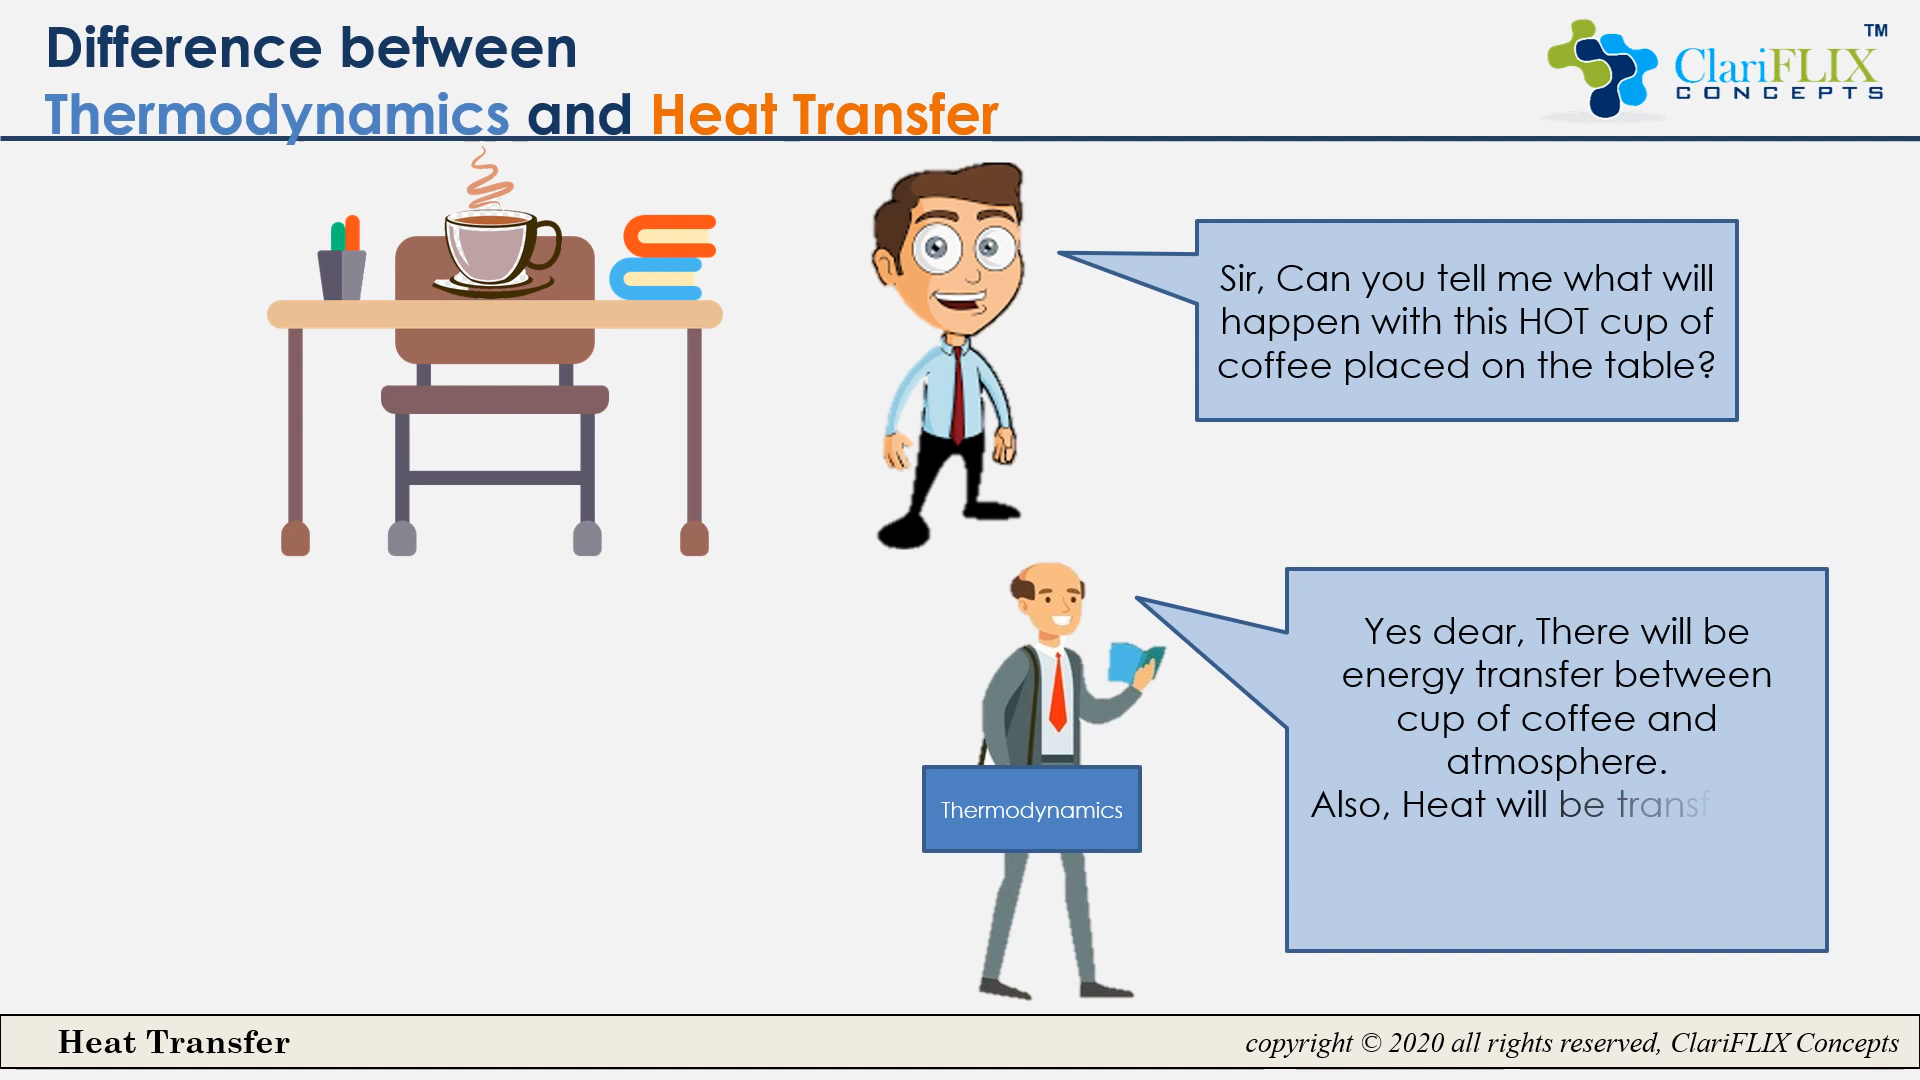 Difference between
Thermodynamics and Heat Transfer
TM
ClariFLIX
CONCEPTS
Sir, Can you tell me what will
happen with this HOT cup of
coffee placed on the table?
Yes dear, There will be
energy transfer between
cup of coffee and
atmosphere.
Also, Heat will be transf
Thermodynamics
Heat Transfer
copyright © 2020 all rights reserved, ClariFLIX Concepts